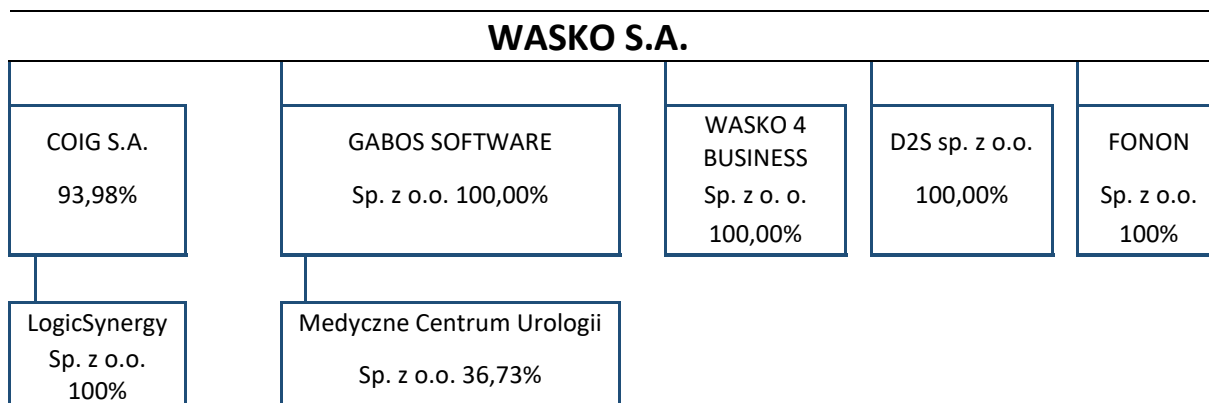 WASKO S.A.
COIG S.A.
93,98%
GABOS SOFTWARE
Sp. z o.o. 100,00%
WASKO 4
BUSINESS
Sp. z o. o.
100,00%
D2S sp. z o.o.
100,00%
FONON
Sp. z o.o.
100%
LogicSynergy
Sp. z o.o.
100%
Medyczne Centrum Urologii
Sp. z o.o. 36,73%